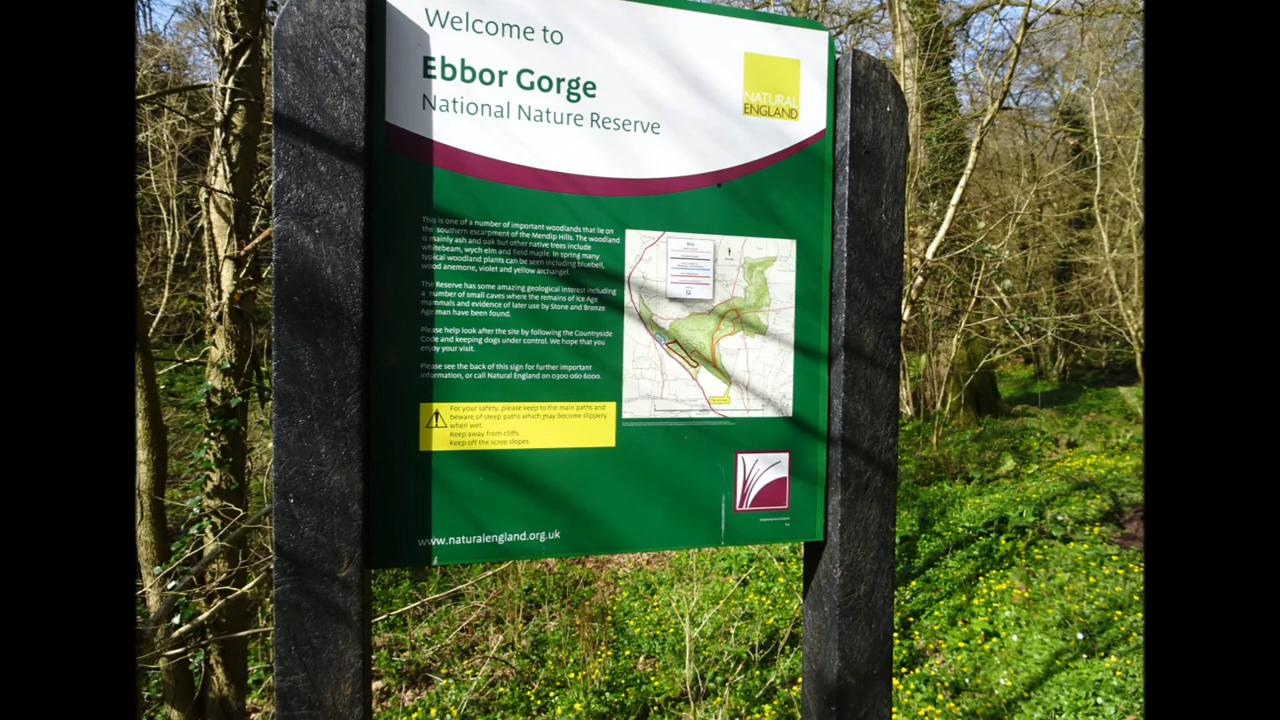 Welcome to
Ebbor Gorge
National Nature Reserve
NATURAL
ENGLAND
This is one of a number of important woodlands that lie on
the southern escarpment of the Mendip Hills. The woodland
is mainly ash and oak but other native trees include
whitebeam, wych elm and field maple. In spring many
typical woodland plants can be seen including bluebell,
wood anemone, violet and yellow archangel.
The Reserve has some amazing geological interest including
a number of small caves where the remains of Ice Age
mammals and evidence of later use by Stone and Bronze
Age man have been found.
Please help look after the site by following the Countryside
Code and keeping dogs under control. We hope that you
enjoy your visit.
Please see the back of this sign for further important
information, or call Natural England on 0300 060 6000.
For your safety, please keep to the main paths and
beware of steep paths which may become slippery
when wet.
Keep away from cliffs
Keep off the scree slopes
Key
www.naturalengland.org.uk